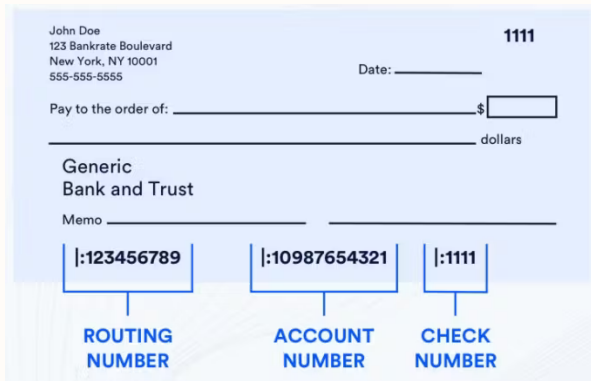 John Doe
123 Bankrate Boulevard
New York, NY 10001
555-555-5555
1111
Date:
Pay to the order of: $
dollars
Generic
Bank and Trust
Memo
|:123456789 |:10987654321 |:1111
ROUTING NUMBER
ACCOUNT NUMBER
CHECK NUMBER